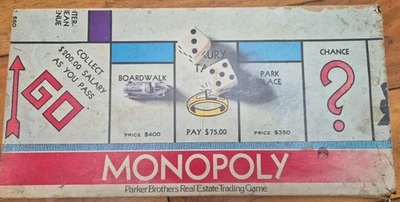 $60
COLLECT
$200.00 SALARY
AS YOU PASS
GO
BOARDWALK
PRICE $400
PAY $75.00
PARK
PRICE $350
CHANCE
?
MONOPOLY
Parker Brothers Real Estate Trading Game